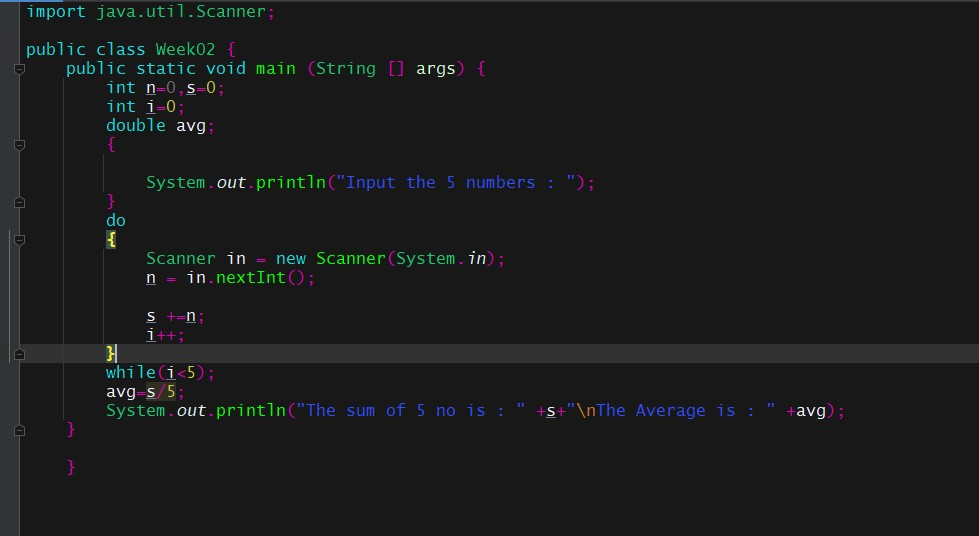 import java.util.Scanner;
public class Week02 {
public static void main (String [] args) {
int n=0,s=0;
int i=0;
double avg;
{
System.out.println("Input the 5 numbers : ");
}
do
{
Scanner in = new Scanner(System.in);
n = in.nextInt();
s +=n;
i++;
}
while(i<5);
avg=s/5;
System.out.println("The sum of 5 no is : " +s+"\nThe Average is : " +avg);
}
}